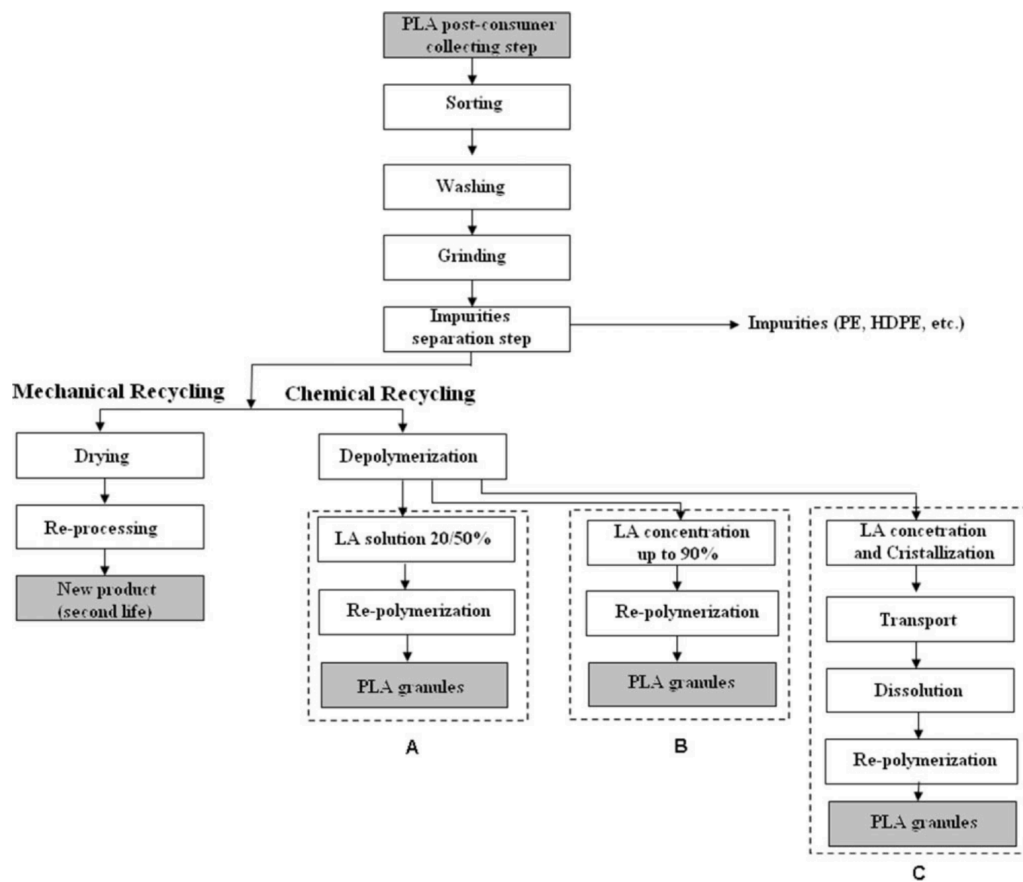 PLA post-consumer
collecting step
Sorting
Washing
Grinding
Impurities
separation step
Impurities (PE, HDPE, etc.)
Mechanical Recycling
Chemical Recycling
Drying
Depolymerization
Re-processing
New product
(second life)
LA solution 20/50%
Re-polymerization
PLA granules
A
LA concentration
up to 90%
Re-polymerization
PLA granules
B
LA concetration
and Cristallization
Transport
Dissolution
Re-polymerization
PLA granules
C